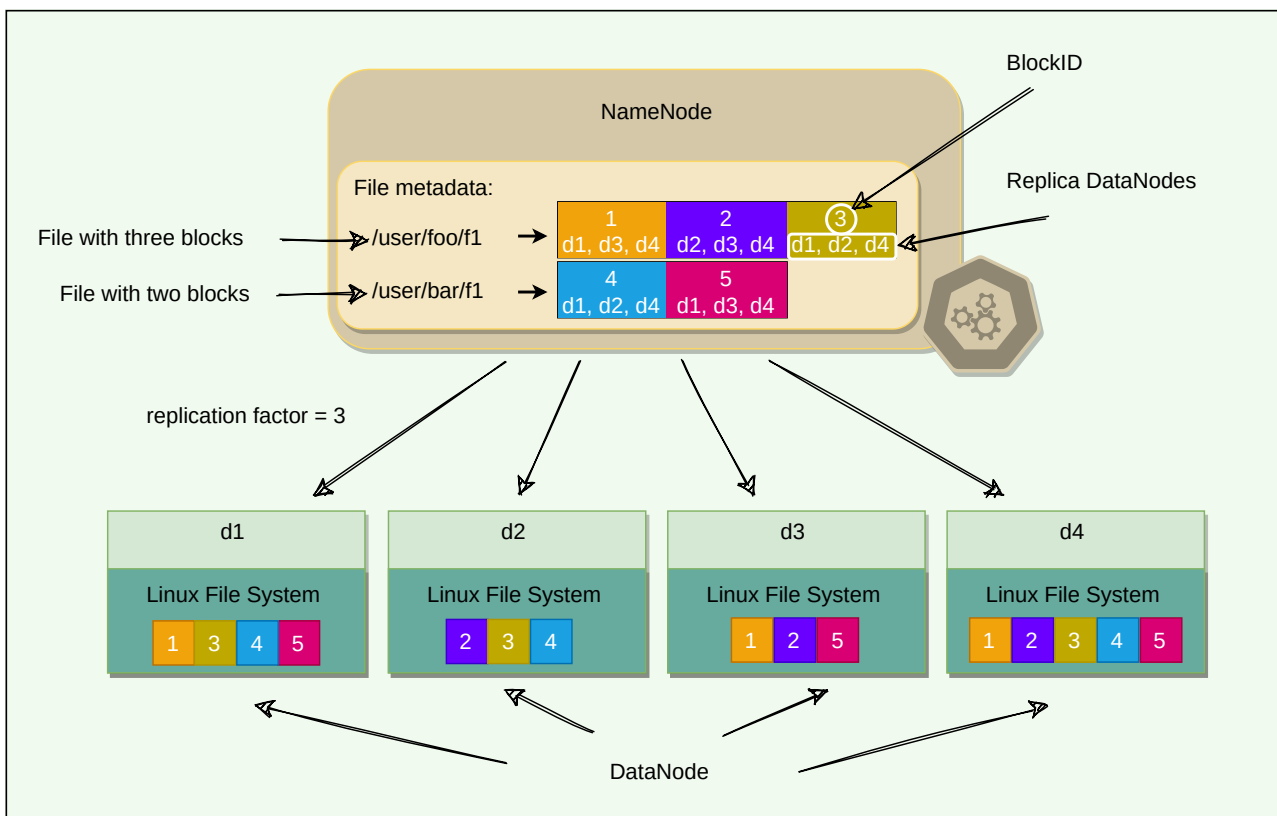 BlockID
NameNode
Replica DataNodes
File metadata:
File with three blocks
/user/foo/f1
1
d1, d3, d4
2
d2, d3, d4
3
d1, d2, d4
File with two blocks
/user/bar/f1
4
d1, d2, d4
5
d1, d3, d4
replication factor = 3
d1
Linux File System
1 3 4 5
d2
Linux File System
2 3 4
d3
Linux File System
1 2 5
d4
Linux File System
1 2 3 4 5
DataNode